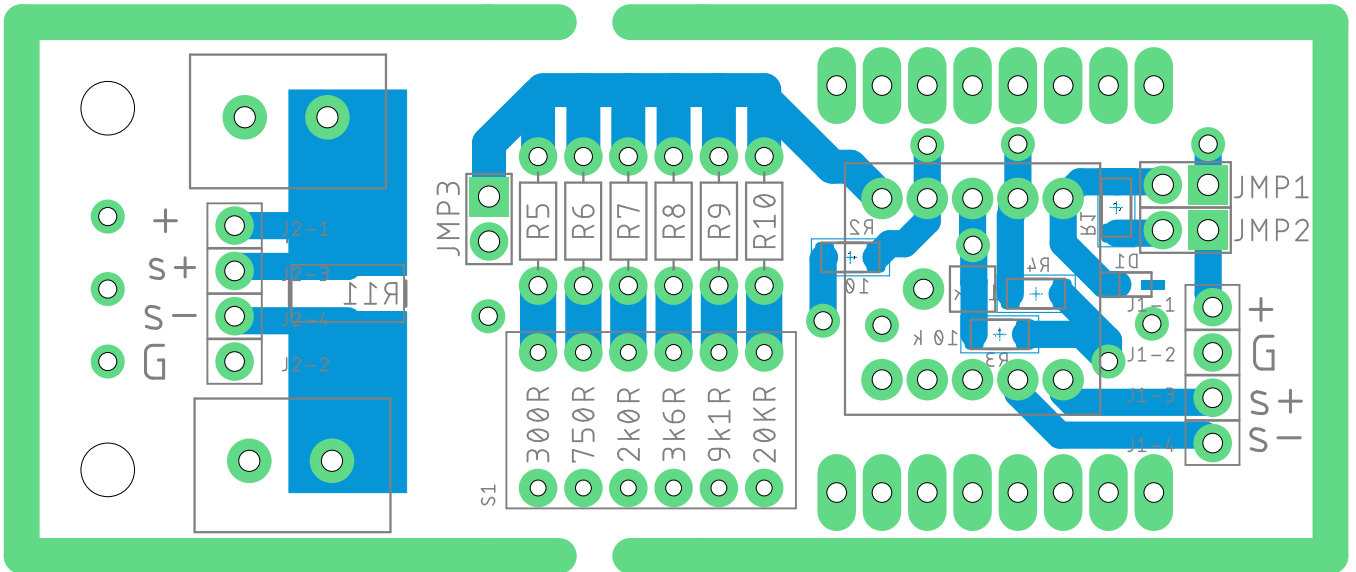 +
s+
s-
G
J2-1
J2-3
J2-4
J2-2
R11
JMP3
R5
R6
R7
R8
R9
R10
300R
750R
2k0R
3k6R
9k1R
20KR
S1
R2
10
R4
10k
R3
R1
D1
JMP1
JMP2
J1-1
J1-2
J1-3
J1-4
+
G
s+
s-